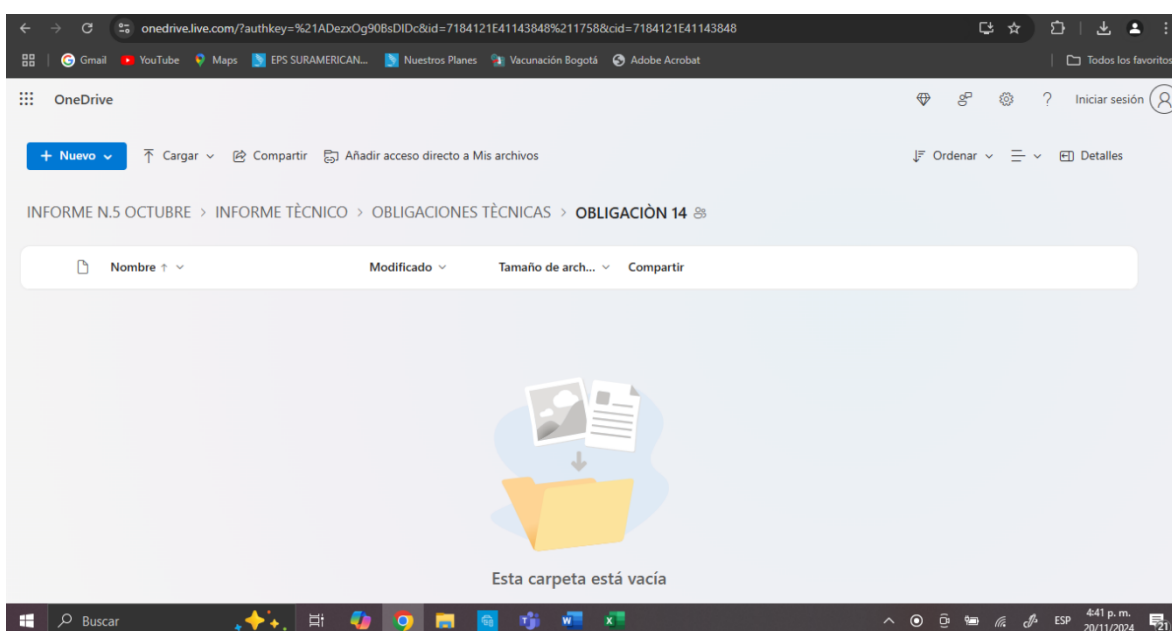 onedrive.live.com/?authkey=%21ADezxOg90BsDIDc&id=7184121E41143848%211758&cid=7184121E41143848
Gmail YouTube Maps EPS SURAMERICAN... Nuestros Planes Vacunación Bogotá Adobe Acrobat Todos los favoritos
OneDrive ? Iniciar sesión
+ Nuevo Cargar Compartir Añadir acceso directo a Mis archivos Ordenar Detalles
INFORME N.5 OCTUBRE > INFORME TÈCNICO > OBLIGACIONES TÈCNICAS > OBLIGACIÒN 14
Nombre ↑ Modificado Tamaño de arch... Compartir
Esta carpeta está vacía
Buscar ESP 4:41 p. m.
20/11/2024 21